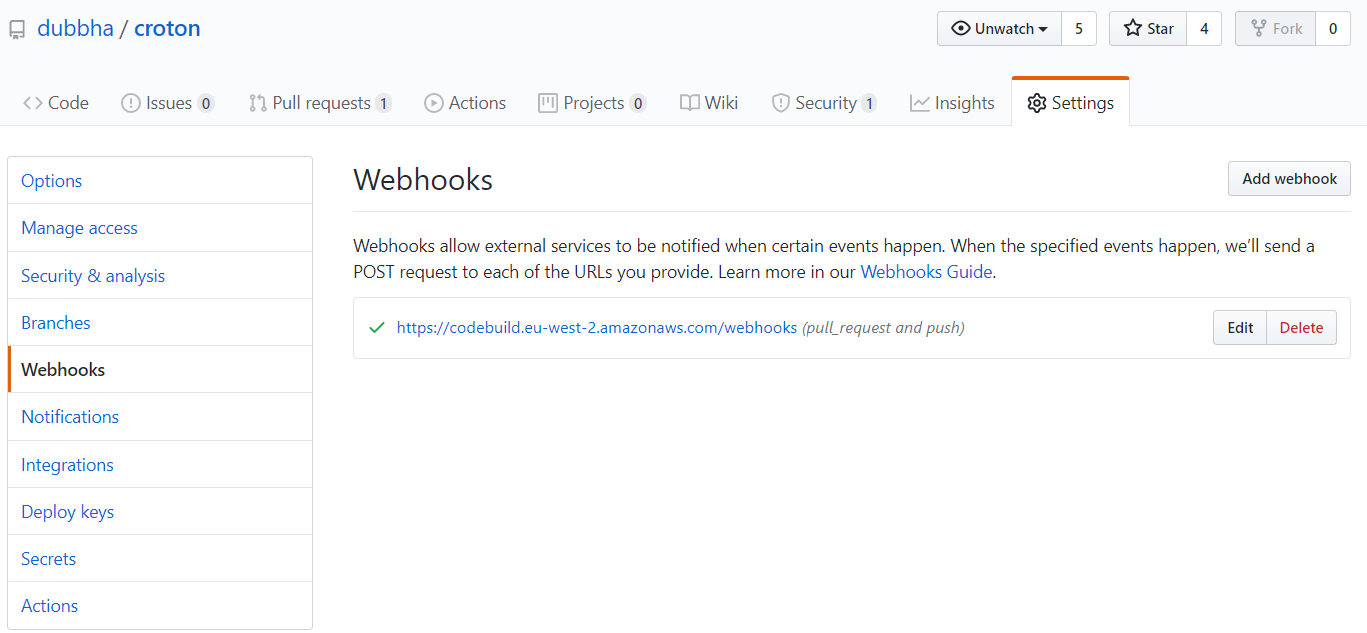 dubbha / croton
Unwatch 5 Star 4 Fork 0
Code Issues 0 Pull requests 1 Actions Projects 0 Wiki Security 1 Insights Settings
Options
Manage access
Security & analysis
Branches
Webhooks
Notifications
Integrations
Deploy keys
Secrets
Actions
Webhooks
Add webhook
Webhooks allow external services to be notified when certain events happen. When the specified events happen, we’ll send a
POST request to each of the URLs you provide. Learn more in our Webhooks Guide.
https://codebuild.eu-west-2.amazonaws.com/webhooks (pull_request and push)
Edit Delete